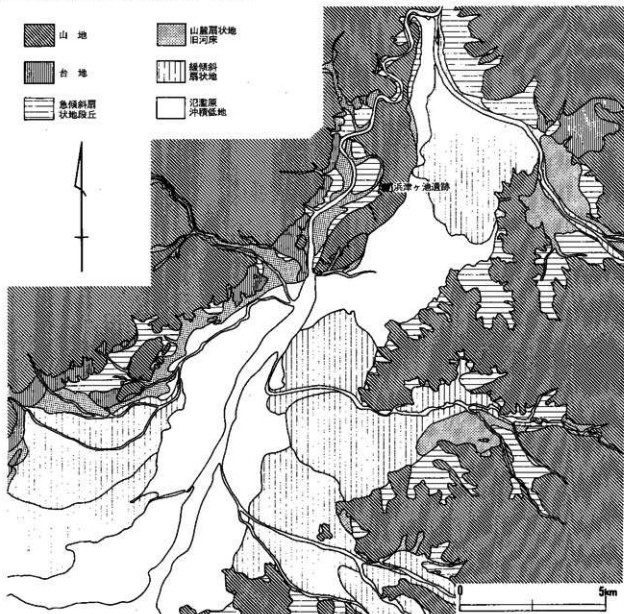 山地
山麓扇状地
旧河床
台地
緩傾斜
扇状地
急傾斜扇
状地段丘
氾濫原
沖積低地
浜津ヶ池遺跡
0 5km